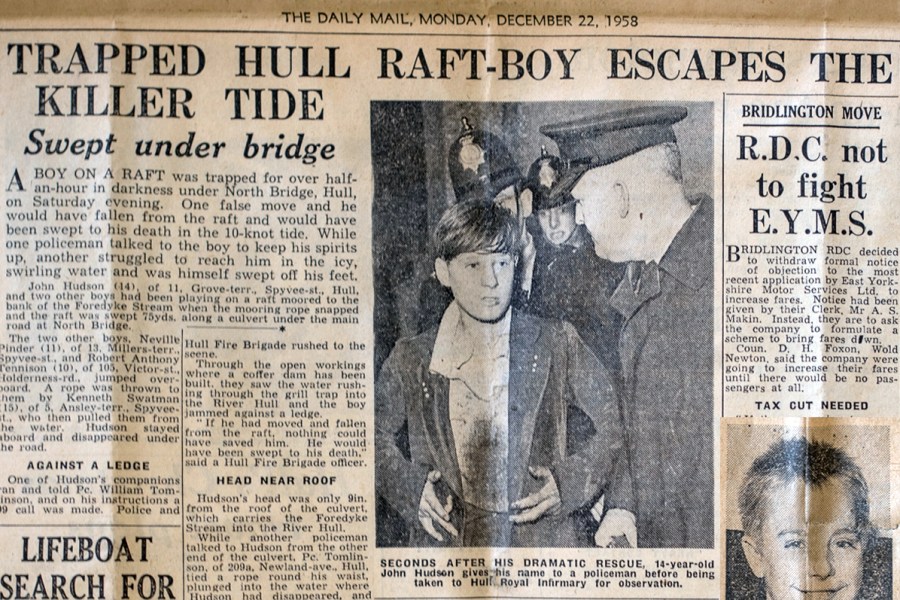 THE DAILY MAIL, MONDAY, DECEMBER 22, 1958
TRAPPED HULL RAFT-BOY ESCAPES THE
KILLER TIDE
Swept under bridge
A BOY ON A RAFT was trapped for over half-
an-hour in darkness under North Bridge, Hull,
on Saturday evening. One false move and he
would have fallen from the raft and would have
been swept to his death in the 10-knot tide. While
one policeman talked to the boy to keep his spirits
up, another struggled to reach him in the icy,
swirling water and was himself swept off his feet.
John Hudson (14), of 11, Grove-terr., Spyvee-st., Hull,
and two other boys had been playing on a raft moored to the
bank of the Foredyke Stream when the mooring rope snapped
and the raft was swept 75yds. along a culvert under the main
road at North Bridge.
The two other boys, Neville
Pinder (11), of 13, Millers-terr.,
Spyvee-st., and Robert Anthony
Tennison (10), of 105, Victor-st.,
Holderness-rd., jumped over-
board. A rope was thrown to
them by Kenneth Swatman
(15), of 5, Ansley-terr., Spyvee-
st., who then pulled them from
the water. Hudson stayed
aboard and disappeared under
the road.
AGAINST A LEDGE
One of Hudson's companions
ran and told Pc. William Tom-
linson, and on his instructions a
999 call was made. Police and
LIFEBOAT
SEARCH FOR
Hull Fire Brigade rushed to the
scene.
Through the open workings
where a coffer dam has been
built, they saw the water rush-
ing through the grill trap into
the River Hull and the boy
jammed against a ledge.
"If he had moved and fallen
from the raft, nothing could
have saved him. He would
have been swept to his death,"
said a Hull Fire Brigade officer.
HEAD NEAR ROOF
Hudson's head was only 9in.
from the roof of the culvert,
which carries the Foredyke
Stream into the River Hull.
While another policeman
talked to Hudson from the other
end of the culvert, Pc. Tomlin-
son, of 209a, Newland-ave., Hull,
tied a rope round his waist,
plunged into the water where
Hudson had disappeared, and
SECONDS AFTER HIS DRAMATIC RESCUE, 14-year-old
John Hudson gives his name to a policeman before being
taken to Hull Royal Infirmary for observation.
BRIDLINGTON MOVE
R.D.C. not
to fight
E.Y.M.S.
BRIDLINGTON RDC decided
to withdraw formal notice
of objection to the most
recent application by East York-
shire Motor Services Ltd. to
increase fares. Notice had been
given by their Clerk, Mr A. S.
Makin. Instead, they are to ask
the company to formulate a
scheme to bring fares down.
Coun. D. H. Foxon, Wold
Newton, said the company were
going to increase their fares
until there would be no pas-
sengers at all.
TAX CUT NEEDED